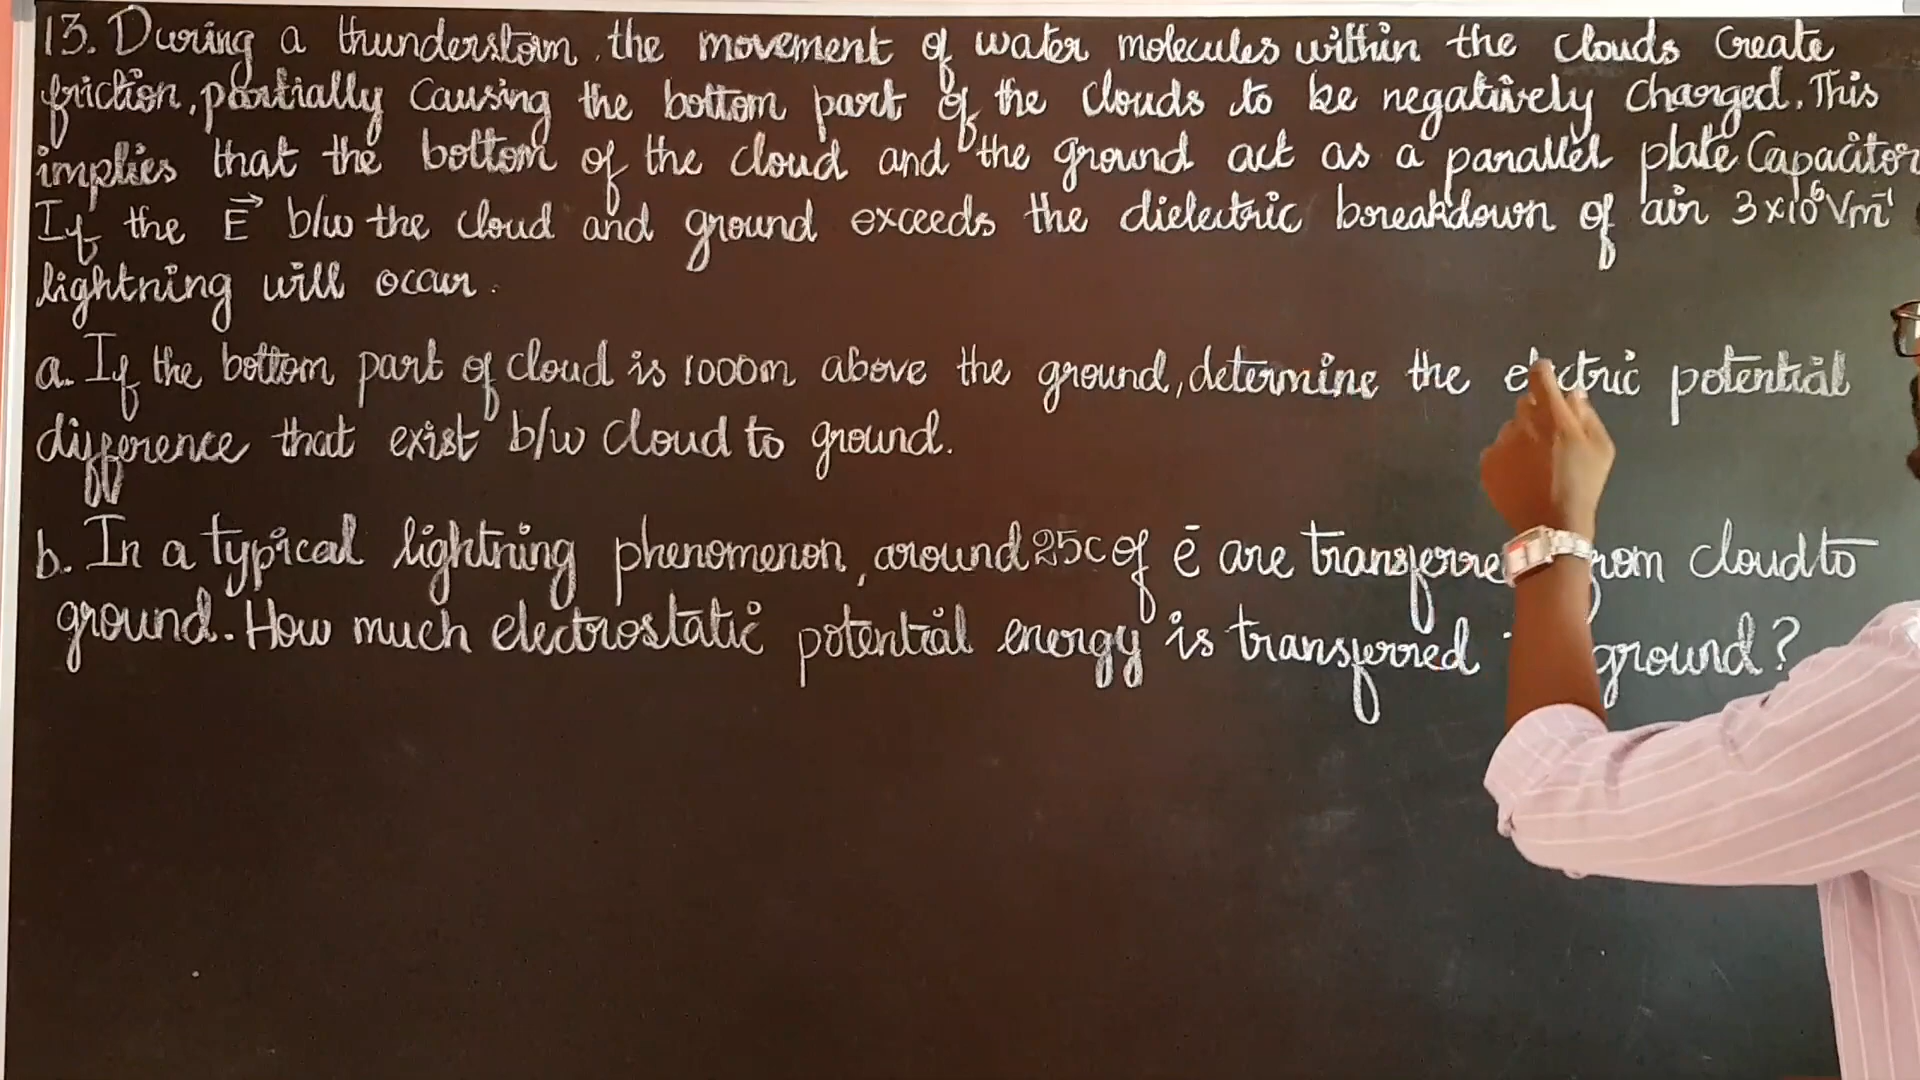 13. During a thunderstorm, the movement of water molecules within the clouds create
friction, partially causing the bottom part of the clouds to be negatively charged. This
implies that the bottom of the cloud and the ground act as a parallel plate Capacitor
If the E⃗ b/w the cloud and ground exceeds the dielectric breakdown of air 3×10⁶Vm⁻¹
lightning will occur.
a. If the bottom part of cloud is 1000m above the ground, determine the electric potential
difference that exist b/w cloud to ground.
b. In a typical lightning phenomenon, around 25C of ē are transferred from cloud to
ground. How much electrostatic potential energy is transferred ground?